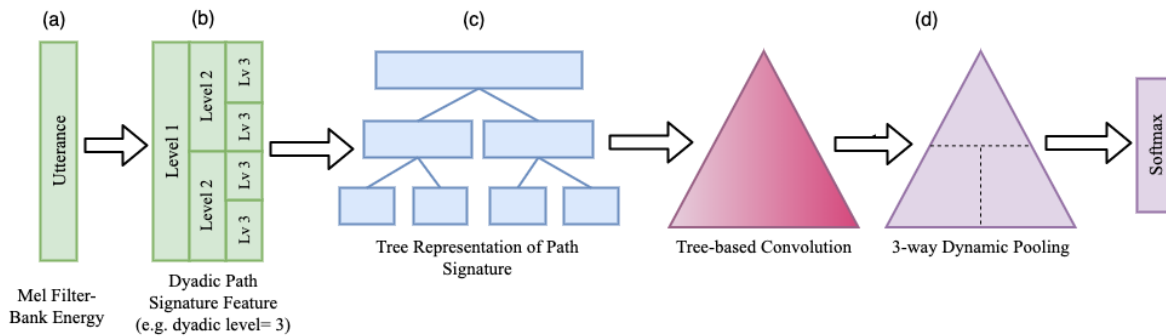 (a)
(b)
(c)
(d)
Utterance
Level 1
Level 2
Level 2
Lv 3
Lv 3
Lv 3
Lv 3
Softmax
Tree Representation of Path
Signature
Tree-based Convolution
3-way Dynamic Pooling
Mel Filter-
Bank Energy
Dyadic Path
Signature Feature
(e.g. dyadic level= 3)